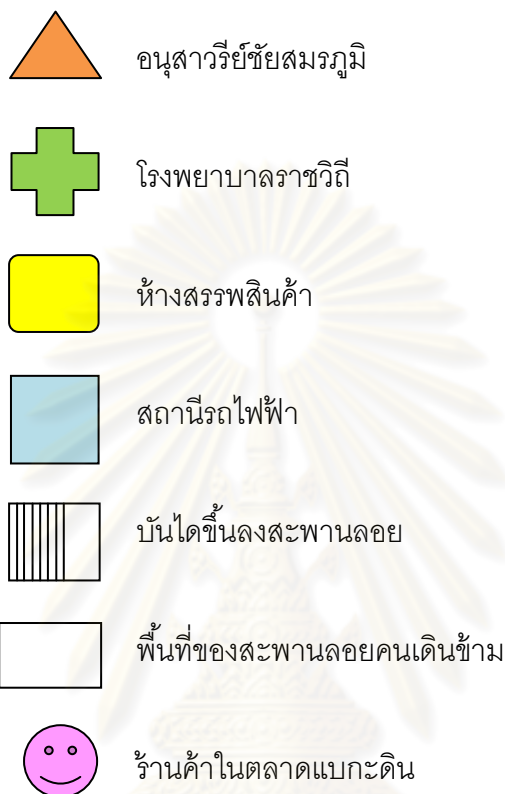 อนุสาวรีย์ชัยสมรภูมิ
โรงพยาบาลราชวิถี
ห้างสรรพสินค้า
สถานีรถไฟฟ้า
บันไดขึ้นลงสะพานลอย
พื้นที่ของสะพานลอยคนเดินข้าม
ร้านค้าในตลาดแบกะดิน